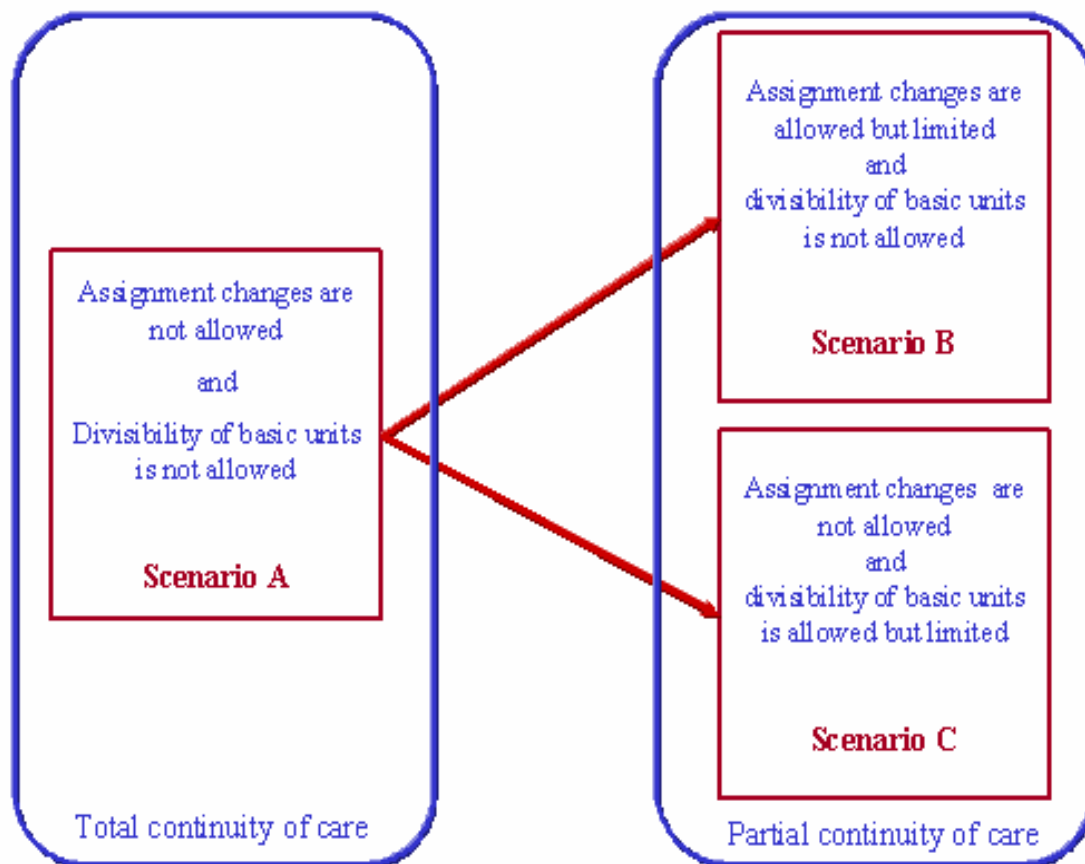 Assignment changes are
not allowed
and
Divisibility of basic units
is not allowed
Scenario A
Total continuity of care
Assignment changes are
allowed but limited
and
divisibility of basic units
is not allowed
Scenario B
Assignment changes are
not allowed
and
divisibility of basic units
is allowed but limited
Scenario C
Partial continuity of care